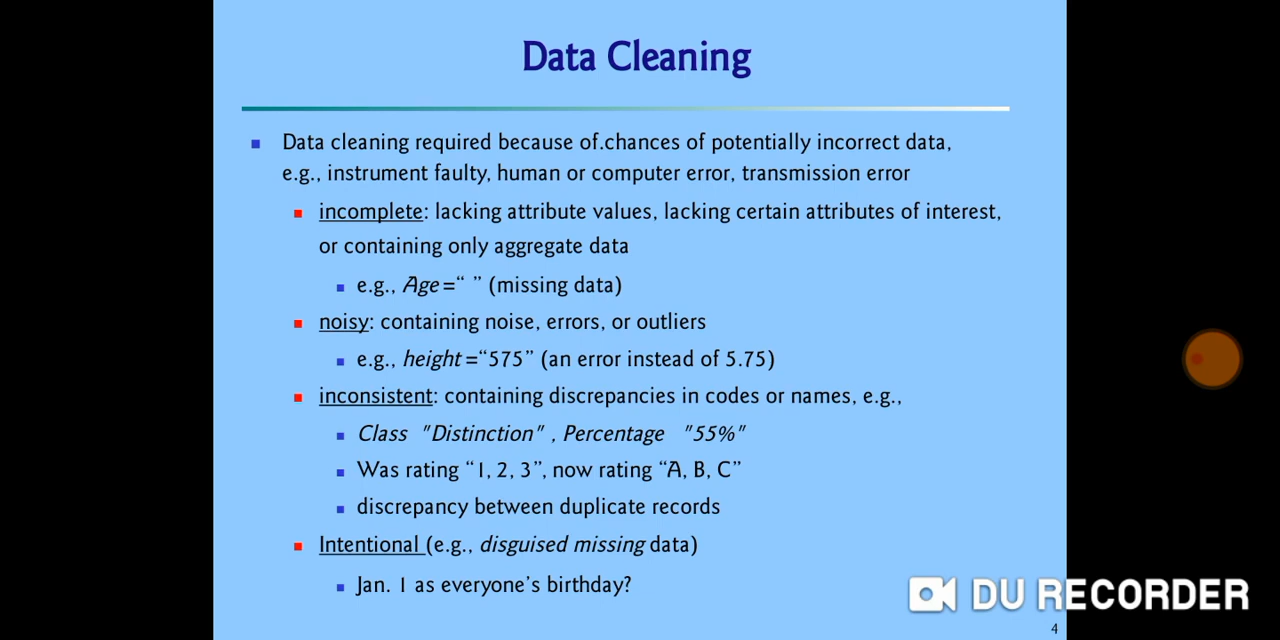 Data Cleaning
Data cleaning required because of.chances of potentially incorrect data,
e.g., instrument faulty, human or computer error, transmission error
incomplete: lacking attribute values, lacking certain attributes of interest,
or containing only aggregate data
e.g., Age=“ ” (missing data)
noisy: containing noise, errors, or outliers
e.g., height=“575” (an error instead of 5.75)
inconsistent: containing discrepancies in codes or names, e.g.,
Class "Distinction" , Percentage "55%"
Was rating “1, 2, 3”, now rating “A, B, C”
discrepancy between duplicate records
Intentional (e.g., disguised missing data)
Jan. 1 as everyone’s birthday?
DU RECORDER
4